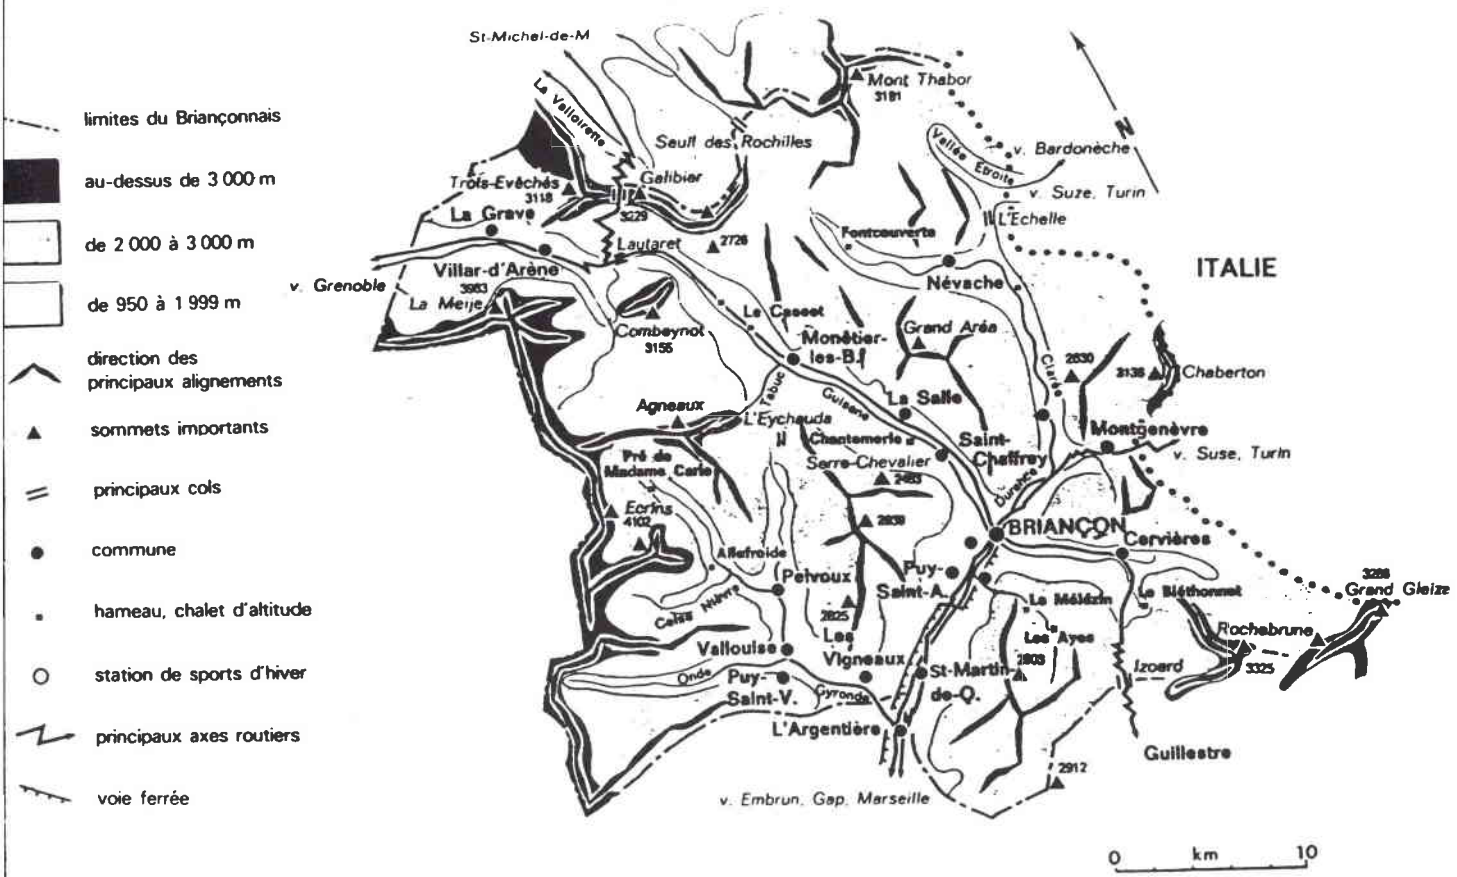 limites du Briançonnais
au-dessus de 3 000 m
de 2 000 à 3 000 m
de 950 à 1 999 m
direction des
principaux alignements
sommets importants
principaux cols
commune
hameau, chalet d'altitude
station de sports d'hiver
principaux axes routiers
voie ferrée
St-Michel-de-M
La Valloirette
Mont Thabor
3181
N
Seuil des Rochilles
Vallée Etroite
v. Bardonèche
v. Suze, Turin
Trois-Evêchés
3118
Galibier
3229
La Grave
L'Echelle
Fontcouverte
Lautaret
2726
Villar-d'Arène
ITALIE
v. Grenoble
3983
La Meije
Névache
Combeynot
3155
Le Casset
Monêtier-
les-B.
Grand Aréa
2630
3136
Chaberton
Clarée
Tabuc
Guisane
La Salle
Agneaux
L'Eychauda
Chantemerle
Saint-
Chaffrey
Montgenèvre
v. Suse, Turin
Pré de
Madame Carle
Serre-Chevalier
2483
Durance
Ecrins
4102
2839
BRIANÇON
Cervières
Ailefroide
Pelvoux
Puy-
Saint-A.
2825
Le Mélézin
Le Bléthonnet
3286
Grand Gleize
Celse Nière
Les
Vigneaux
Les Ayes
Rochebrune
3325
Vallouise
Onde
Puy-
Saint-V.
Gyronde
St-Martin-
de-Q.
2803
Izoard
L'Argentière
Guillestre
2912
v. Embrun, Gap, Marseille
0 km 10